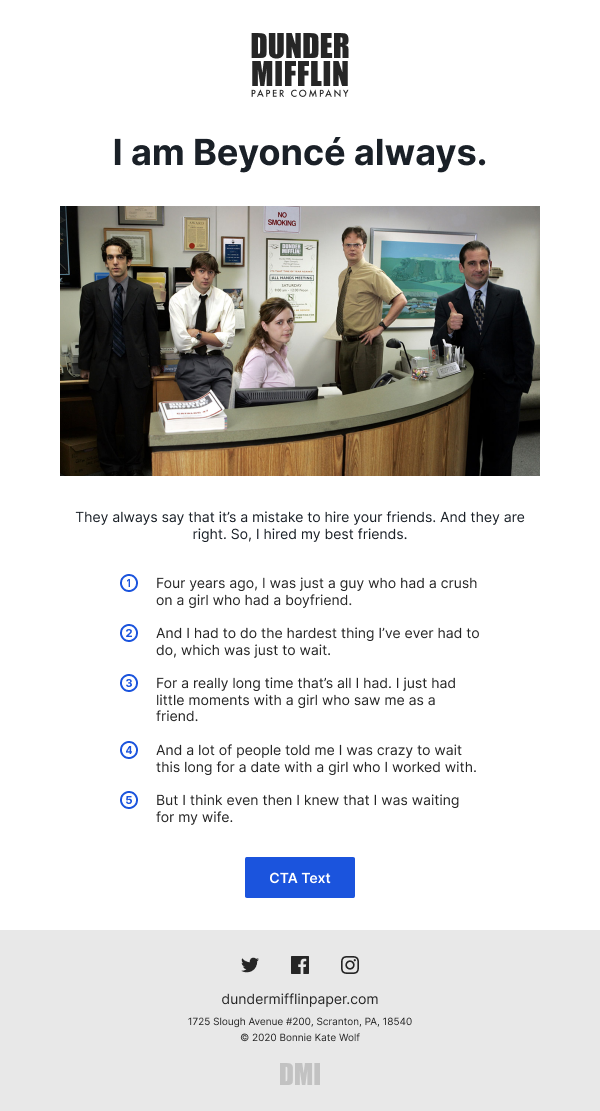 DUNDER
MIFFLIN
PAPER COMPANY
I am Beyoncé always.
NO
SMOKING
DUNDER
MIFFLIN
ALL HANDS MEETING
SATURDAY
They always say that it’s a mistake to hire your friends. And they are
right. So, I hired my best friends.
1 Four years ago, I was just a guy who had a crush
on a girl who had a boyfriend.
2 And I had to do the hardest thing I’ve ever had to
do, which was just to wait.
3 For a really long time that’s all I had. I just had
little moments with a girl who saw me as a
friend.
4 And a lot of people told me I was crazy to wait
this long for a date with a girl who I worked with.
5 But I think even then I knew that I was waiting
for my wife.
CTA Text
dundermifflinpaper.com
1725 Slough Avenue #200, Scranton, PA, 18540
© 2020 Bonnie Kate Wolf
DMI